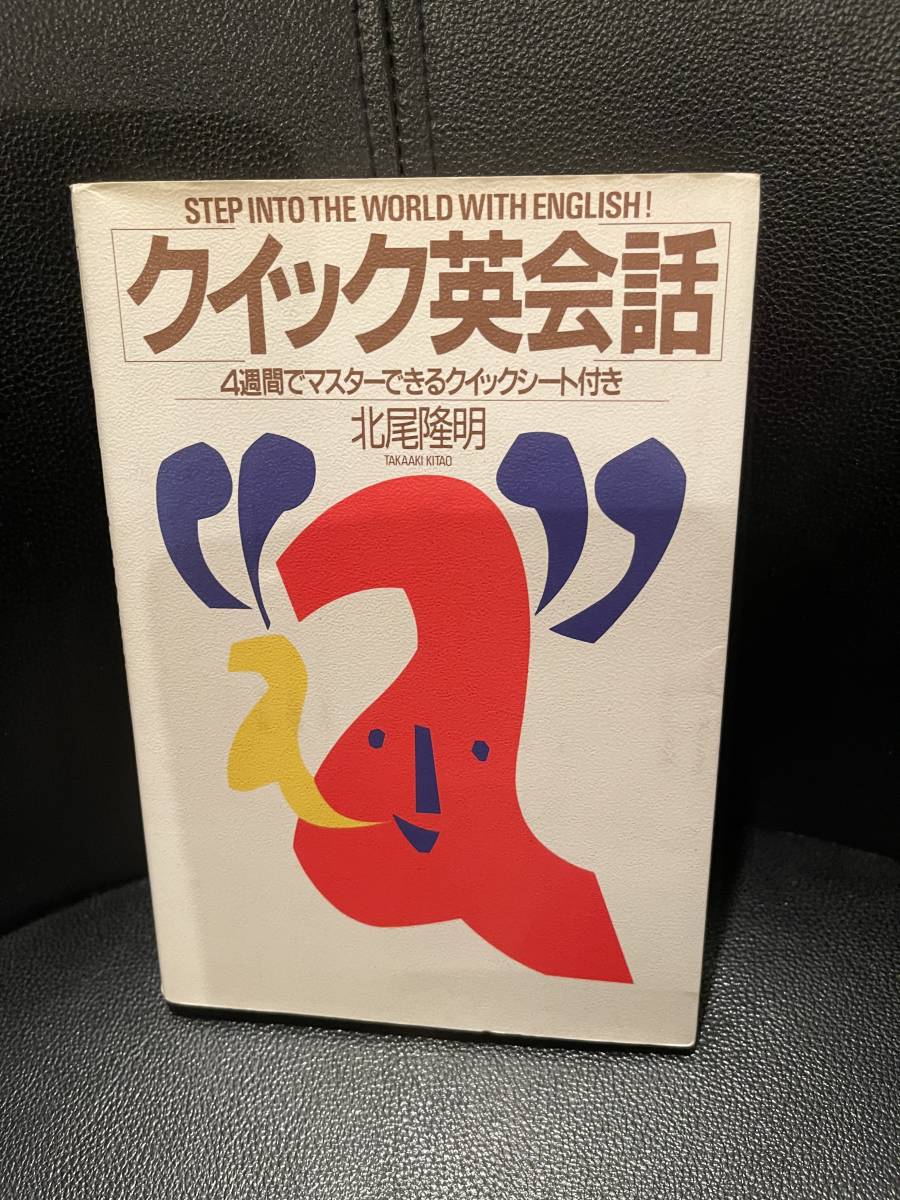 STEP INTO THE WORLD WITH ENGLISH!
クイック英会話
4週間でマスターできるクイックシート付き
北尾隆明
TAKAAKI KITAO